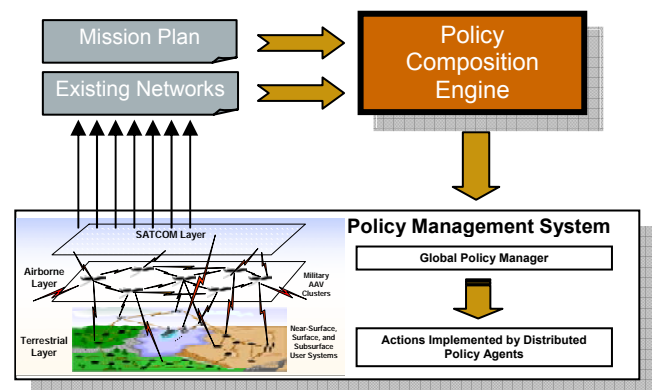 Mission Plan
Existing Networks
Policy
Composition
Engine
Policy Management System
SATCOM Layer
Airborne
Layer
Military
AAV
Clusters
Terrestrial
Layer
Near-Surface,
Surface, and
Subsurface
User Systems
Global Policy Manager
Actions Implemented by Distributed
Policy Agents